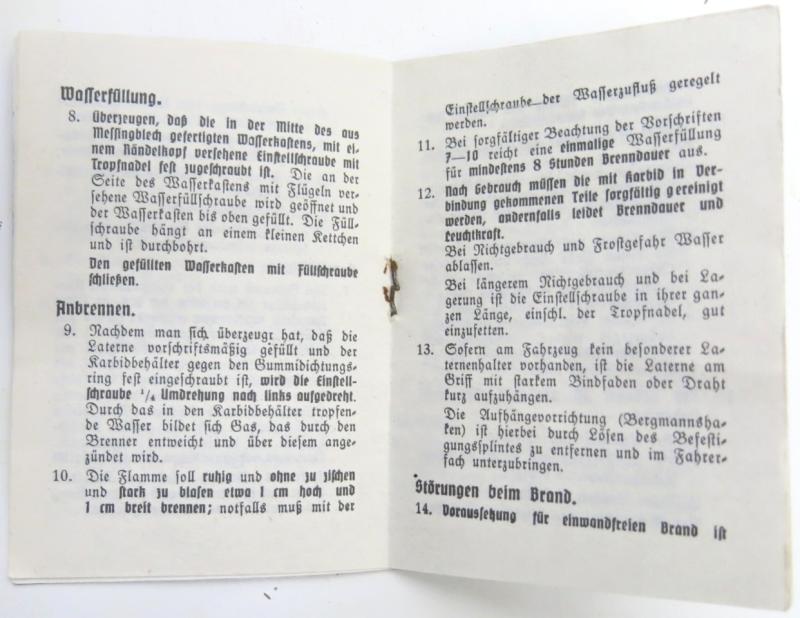 Wasserfüllung.
8. Überzeugen, daß die in der Mitte des aus
Messingblech gefertigten Wasserkastens, mit ei-
nem Rändelkopf versehene Einstellschraube mit
Tropfnadel fest zugeschraubt ist. Die an der
Seite des Wasserkastens mit Flügeln ver-
sehene Wasserfüllschraube wird geöffnet und
der Wasserkasten bis oben gefüllt. Die Füll-
schraube hängt an einem kleinen Kettchen
und ist durchbohrt.
Den gefüllten Wasserkasten mit Füllschraube
schließen.
Anbrennen.
9. Nachdem man sich überzeugt hat, daß die
Laterne vorschriftsmäßig gefüllt und der
Karbidbehälter gegen den Gummidichtungs-
ring fest eingeschraubt ist, wird die Einstell-
schraube 1/4 Umdrehung nach links aufgedreht.
Durch das in den Karbidbehälter tropfen-
de Wasser bildet sich Gas, das durch den
Brenner entweicht und über diesem ange-
zündet wird.
10. Die Flamme soll ruhig und ohne zu zischen
und stark zu blasen etwa 1 cm hoch und
1 cm breit brennen; notfalls muß mit der
Einstellschraube der Wasserzufluß geregelt
werden.
11. Bei sorgfältiger Beachtung der Vorschriften
7—10 reicht eine einmalige Wasserfüllung
für mindestens 8 Stunden Brenndauer aus.
12. Nach Gebrauch müssen die mit Karbid in Ver-
bindung gekommenen Teile sorgfältig gereinigt
werden, andernfalls leidet Brenndauer und
Leuchtkraft.
Bei Nichtgebrauch und Frostgefahr Wasser
ablassen.
Bei längerem Nichtgebrauch und bei La-
gerung ist die Einstellschraube in ihrer gan-
zen Länge, einschl. der Tropfnadel, gut
einzufetten.
13. Sofern am Fahrzeug kein besonderer La-
ternenhalter vorhanden, ist die Laterne am
Griff mit starkem Bindfaden oder Draht
kurz aufzuhängen.
Die Aufhängevorrichtung (Bergmannsha-
ken) ist hierbei durch Lösen des Befesti-
gungssplintes zu entfernen und im Fahrer-
fach unterzubringen.
Störungen beim Brand.
14. Voraussetzung für einwandfreien Brand ist